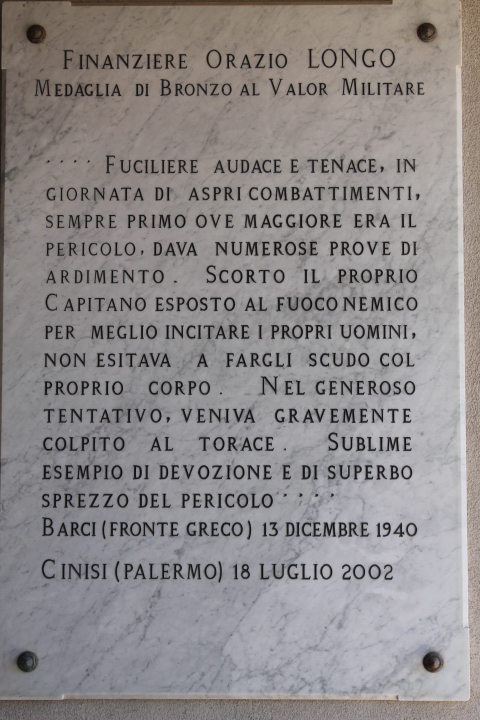 FINANZIERE ORAZIO LONGO
MEDAGLIA DI BRONZO AL VALOR MILITARE
.... FUCILIERE AUDACE E TENACE, IN
GIORNATA DI ASPRI COMBATTIMENTI,
SEMPRE PRIMO OVE MAGGIORE ERA IL
PERICOLO, DAVA NUMEROSE PROVE DI
ARDIMENTO. SCORTO IL PROPRIO
CAPITANO ESPOSTO AL FUOCO NEMICO
PER MEGLIO INCITARE I PROPRI UOMINI,
NON ESITAVA A FARGLI SCUDO COL
PROPRIO CORPO. NEL GENEROSO
TENTATIVO, VENIVA GRAVEMENTE
COLPITO AL TORACE. SUBLIME
ESEMPIO DI DEVOZIONE E DI SUPERBO
SPREZZO DEL PERICOLO ....
BARCI (FRONTE GRECO) 13 DICEMBRE 1940
CINISI (PALERMO) 18 LUGLIO 2002